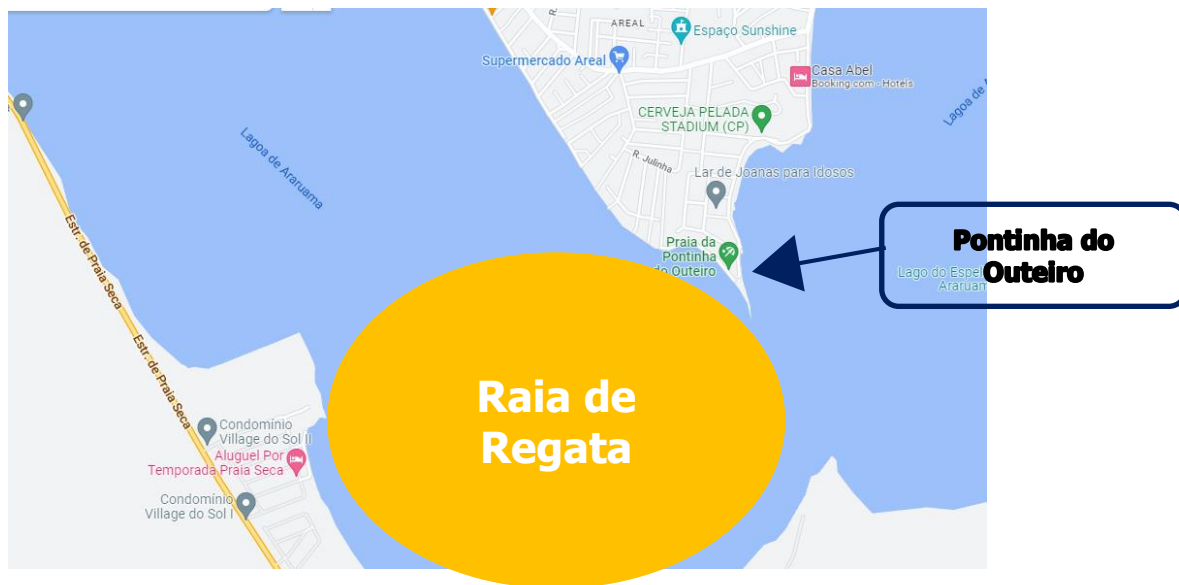 AREAL
R.
Espaço Sunshine
Supermercado Areal
Casa Abel
Booking.com - Hotels
CERVEJA PELADA
STADIUM (CP)
Lagoa de
Lagoa de Araruama
R. Julinha
Lar de Joanas para Idosos
Estr. de Praia Seca
Praia da
Pontinha
do Outeiro
Pontinha do
Outeiro
Lago do
Estr. de Praia Seca
Raia de
Regata
Condomínio
Village do Sol II
Aluguel Por
Temporada Praia Seca
Condomínio
Village do Sol I